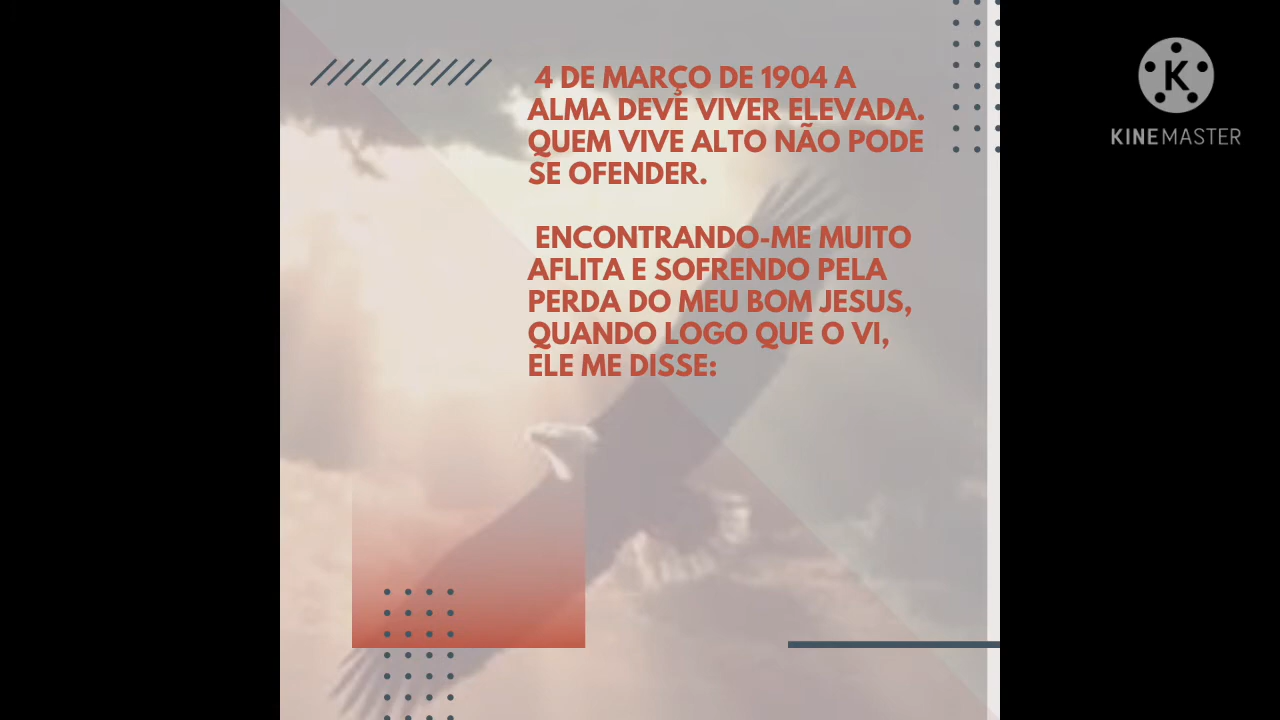 4 DE MARÇO DE 1904 A
ALMA DEVE VIVER ELEVADA.
QUEM VIVE ALTO NÃO PODE
SE OFENDER.
ENCONTRANDO-ME MUITO
AFLITA E SOFRENDO PELA
PERDA DO MEU BOM JESUS,
QUANDO LOGO QUE O VI,
ELE ME DISSE:
K
KINEMASTER